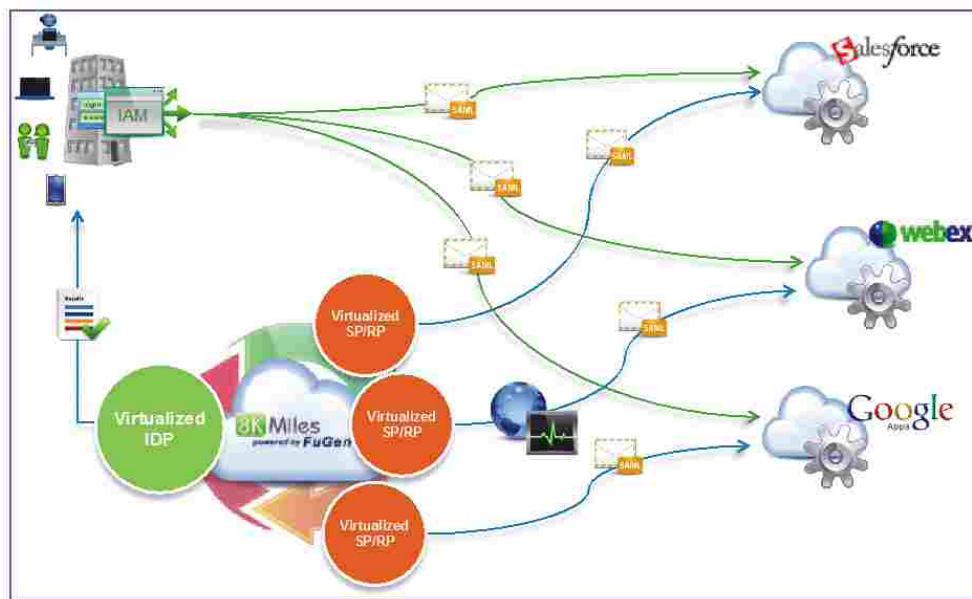 Salesforce
IAM
SAML
SAML
SAML
webex
SAML
SAML
Results
Virtualized
SP/RP
Virtualized
IDP
8K Miles
powered by FuGen
Virtualized
SP/RP
Google
Apps
SAML
Virtualized
SP/RP